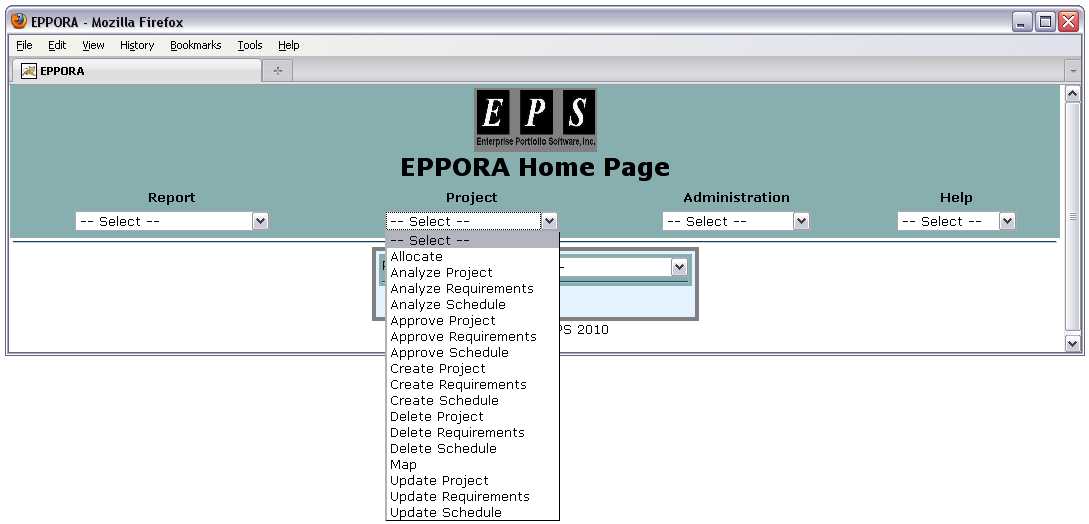 EPPORA - Mozilla Firefox
File Edit View History Bookmarks Tools Help
EPPORA
E P S
Enterprise Portfolio Software, Inc.
EPPORA Home Page
Report Project Administration Help
-- Select -- -- Select -- -- Select -- -- Select --
-- Select --
Allocate
Analyze Project
Analyze Requirements
Analyze Schedule
Approve Project
PS 2010
Approve Requirements
Approve Schedule
Create Project
Create Requirements
Create Schedule
Delete Project
Delete Requirements
Delete Schedule
Map
Update Project
Update Requirements
Update Schedule